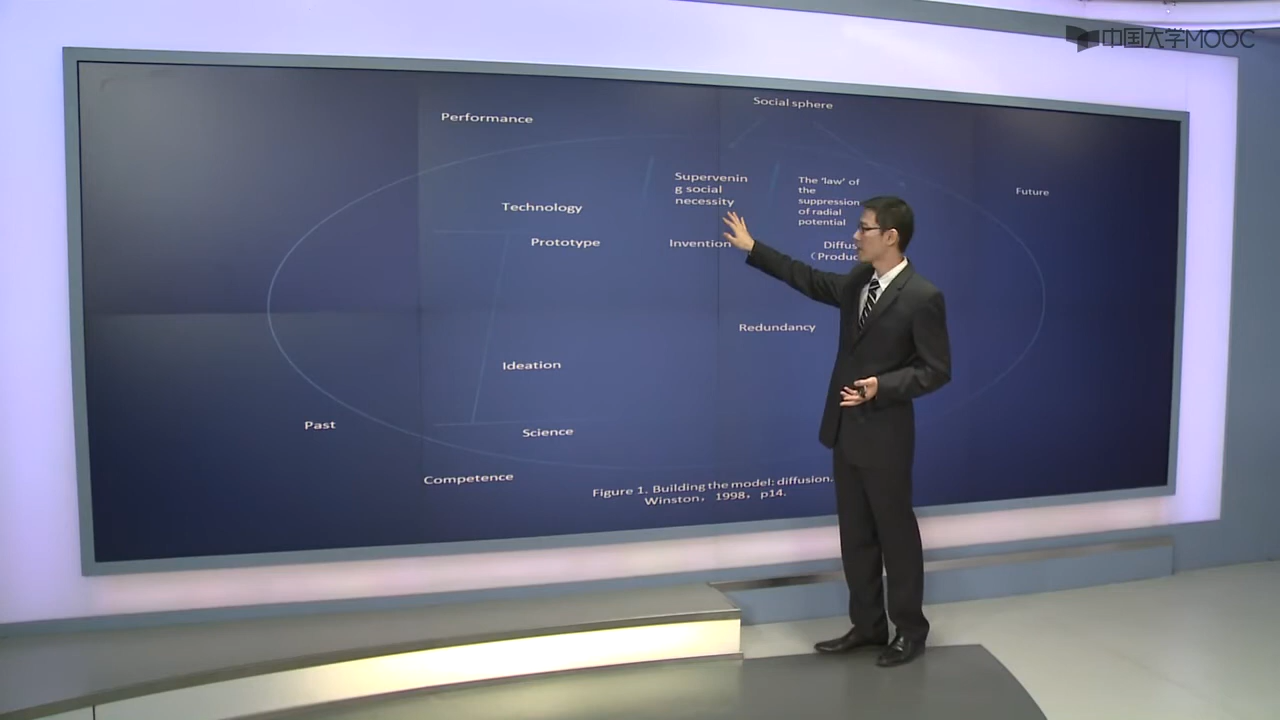 中国大学MOOC
Social sphere
Performance
Supervenin
g social
necessity
The ‘law’ of
the
suppression
of radial
potential
Future
Technology
Prototype
Invention
Diffus
（Produc
Redundancy
Ideation
Past
Science
Competence
Figure 1. Building the model: diffusion.
Winston， 1998， p14.